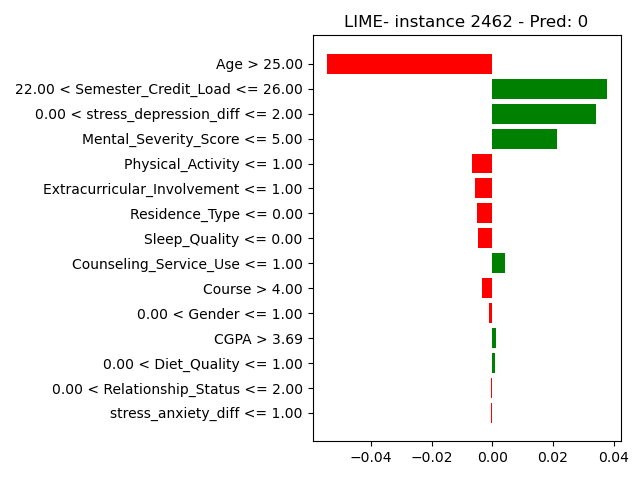 LIME- instance 2462 - Pred: 0
Age > 25.00
22.00 < Semester_Credit_Load <= 26.00
0.00 < stress_depression_diff <= 2.00
Mental_Severity_Score <= 5.00
Physical_Activity <= 1.00
Extracurricular_Involvement <= 1.00
Residence_Type <= 0.00
Sleep_Quality <= 0.00
Counseling_Service_Use <= 1.00
Course > 4.00
0.00 < Gender <= 1.00
CGPA > 3.69
0.00 < Diet_Quality <= 1.00
0.00 < Relationship_Status <= 2.00
stress_anxiety_diff <= 1.00
−0.04 −0.02 0.00 0.02 0.04